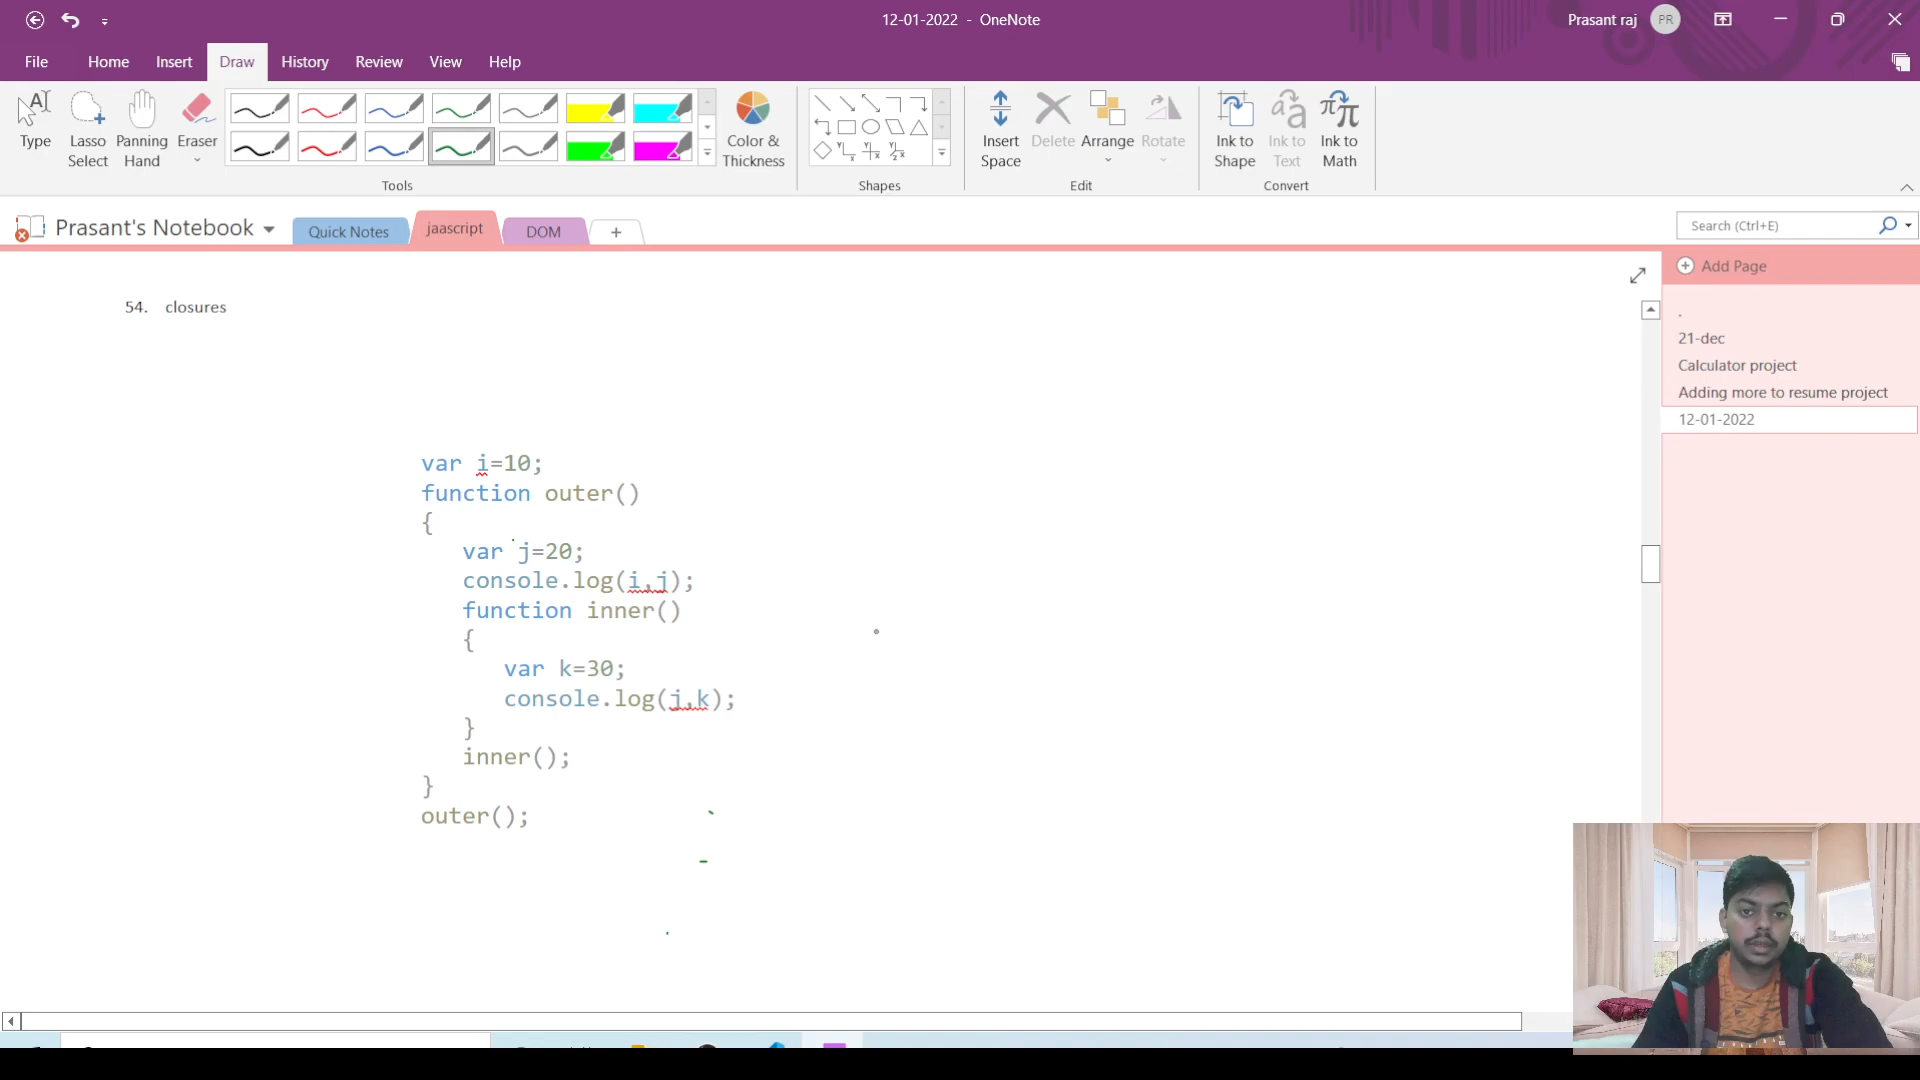 12-01-2022 - OneNote
Prasant raj
PR
File
Home
Insert
Draw
History
Review
View
Help
Type
Lasso
Select
Panning
Hand
Eraser
Color &
Thickness
Tools
Shapes
Insert
Space
Delete
Arrange
Rotate
Edit
Ink to
Shape
Ink to
Text
Ink to
Math
Convert
Prasant's Notebook
Quick Notes
jaascript
DOM
+
Search (Ctrl+E)
Add Page
.
21-dec
Calculator project
Adding more to resume project
12-01-2022
54. closures
var i=10;
function outer()
{
var j=20;
console.log(i,j);
function inner()
{
var k=30;
console.log(j,k);
}
inner();
}
outer();